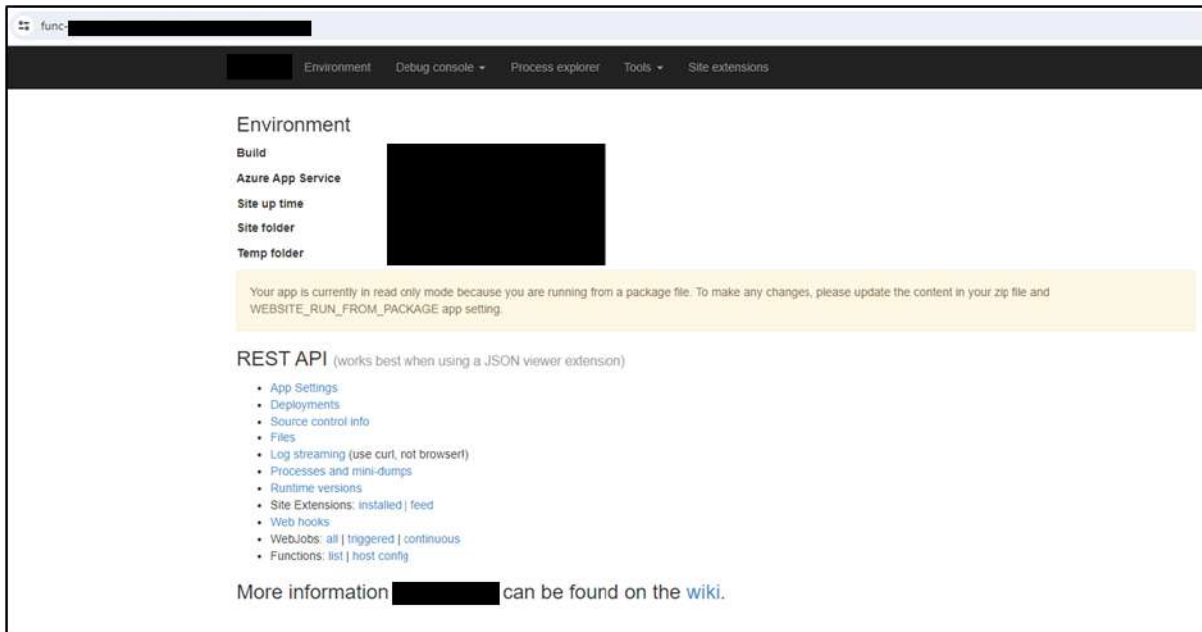 func-
Environment Debug console Process explorer Tools Site extensions
Environment
Build
Azure App Service
Site up time
Site folder
Temp folder
Your app is currently in read only mode because you are running from a package file. To make any changes, please update the content in your zip file and
WEBSITE_RUN_FROM_PACKAGE app setting.
REST API (works best when using a JSON viewer extension)
• App Settings
• Deployments
• Source control info
• Files
• Log streaming (use curl, not browser!)
• Processes and mini-dumps
• Runtime versions
• Site Extensions: installed | feed
• Web hooks
• WebJobs: all | triggered | continuous
• Functions: list | host config
More information can be found on the wiki.